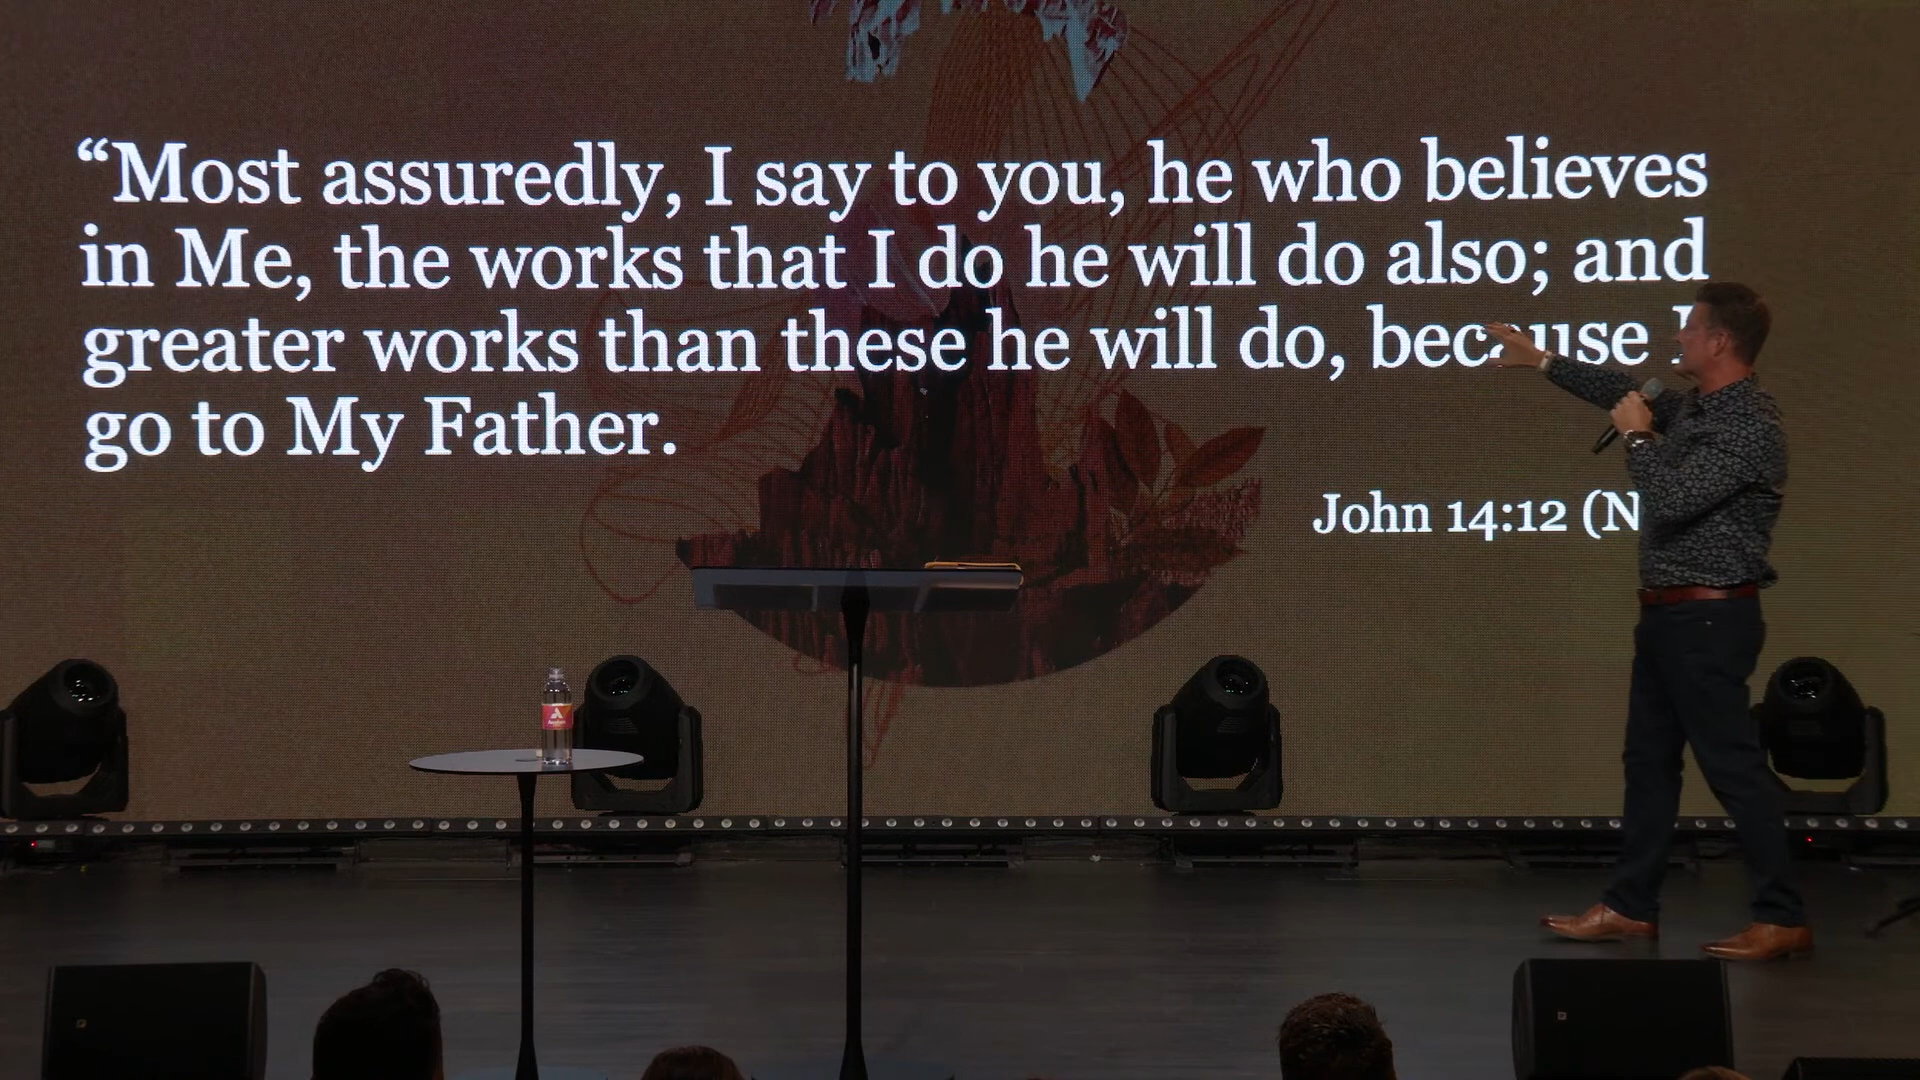 “Most assuredly, I say to you, he who believes
in Me, the works that I do he will do also; and
greater works than these he will do, because I
go to My Father.
John 14:12 (N